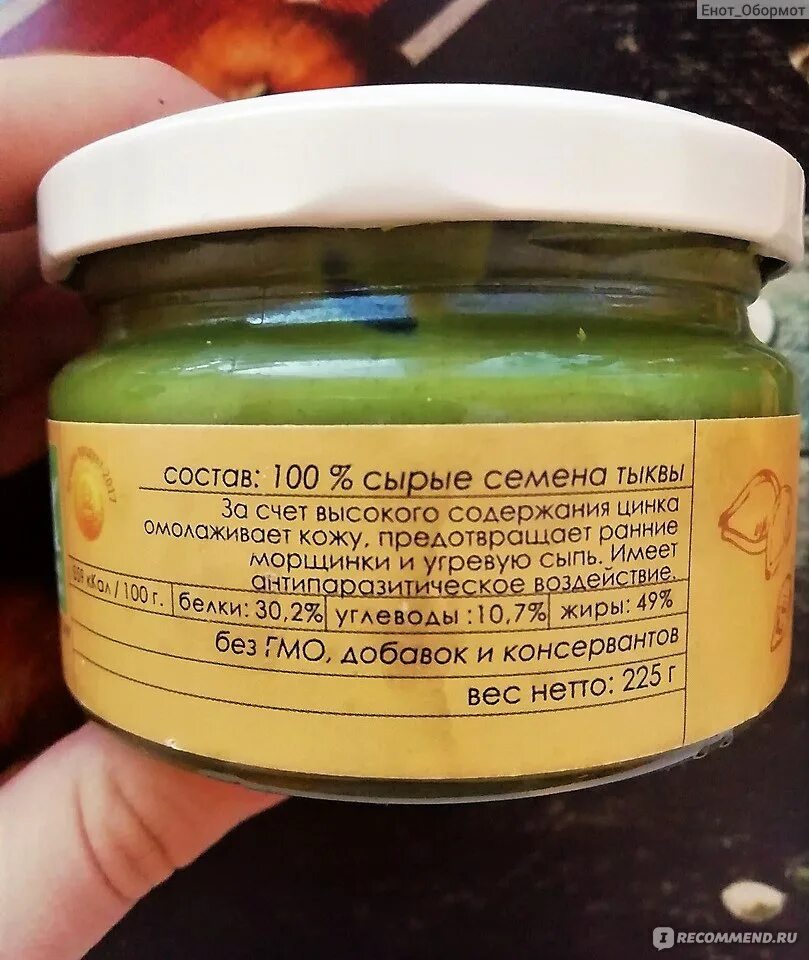 Енот_Обормот
состав: 100 % сырые семена тыквы
За счет высокого содержания цинка
омолаживает кожу, предотвращает ранние
морщинки и угревую сыпь. Имеет
антипаразитическое воздействие.
кКал / 100 г. белки: 30,2% углеводы :10,7% жиры: 49%
без ГМО, добавок и консервантов
вес нетто: 225 г
IRECOMMEND.RU